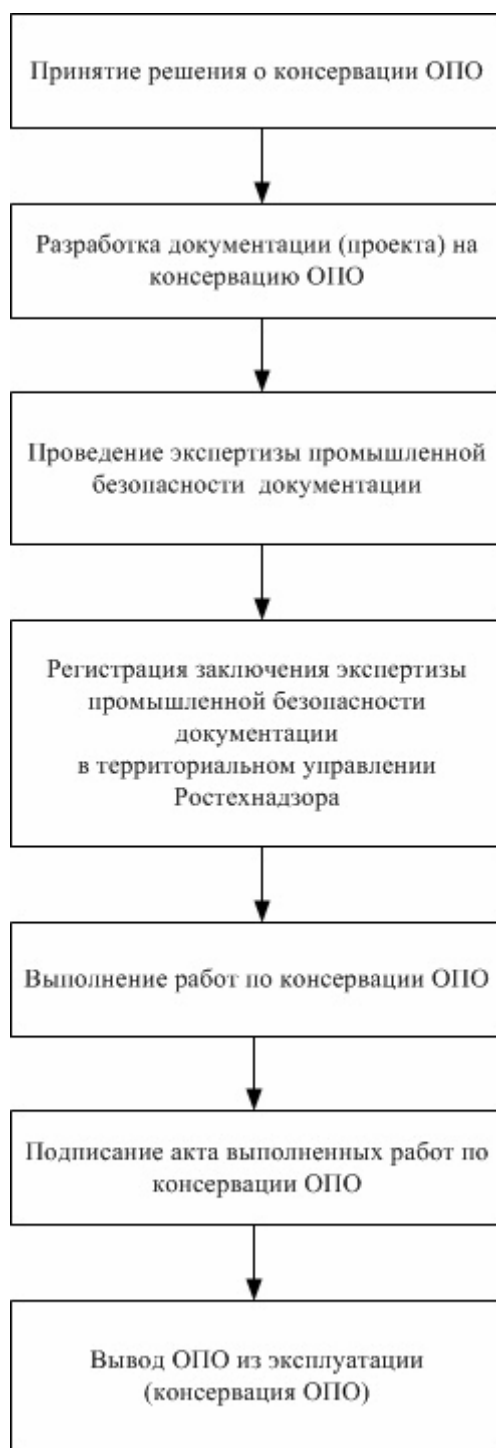 Принятие решения о консервации ОПО
Разработка документации (проекта) на
консервацию ОПО
Проведение экспертизы промышленной
безопасности документации
Регистрация заключения экспертизы
промышленной безопасности
документации
в территориальном управлении
Ростехнадзора
Выполнение работ по консервации ОПО
Подписание акта выполненных работ по
консервации ОПО
Вывод ОПО из эксплуатации
(консервация ОПО)